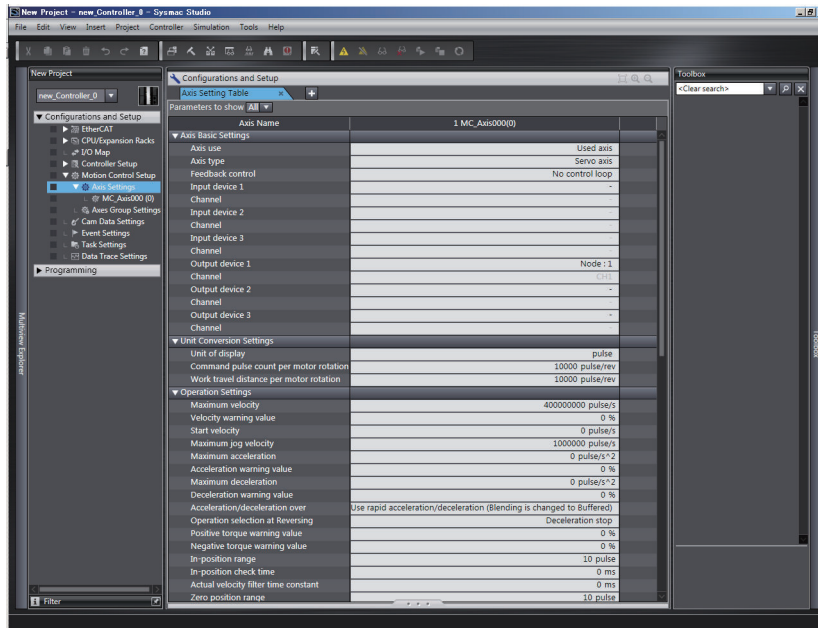 New Project - new_Controller_0 - Sysmac Studio
File Edit View Insert Project Controller Simulation Tools Help
New Project
new_Controller_0
Configurations and Setup
EtherCAT
CPU/Expansion Racks
I/O Map
Controller Setup
Motion Control Setup
Axis Settings
MC_Axis000 (0)
Axes Group Settings
Cam Data Settings
Event Settings
Task Settings
Data Trace Settings
Programming
Filter
Multiview Explorer
Configurations and Setup
Axis Setting Table
Parameters to show All
Axis Name 1 MC_Axis000(0)
Axis Basic Settings
Axis use Used axis
Axis type Servo axis
Feedback control No control loop
Input device 1 -
Channel -
Input device 2 -
Channel -
Input device 3 -
Channel -
Output device 1 Node : 1
Channel CH1
Output device 2 -
Channel -
Output device 3 -
Channel -
Unit Conversion Settings
Unit of display pulse
Command pulse count per motor rotation 10000 pulse/rev
Work travel distance per motor rotation 10000 pulse/rev
Operation Settings
Maximum velocity 400000000 pulse/s
Velocity warning value 0 %
Start velocity 0 pulse/s
Maximum jog velocity 1000000 pulse/s
Maximum acceleration 0 pulse/s^2
Acceleration warning value 0 %
Maximum deceleration 0 pulse/s^2
Deceleration warning value 0 %
Acceleration/deceleration over Use rapid acceleration/deceleration (Blending is changed to Buffered)
Operation selection at Reversing Deceleration stop
Positive torque warning value 0 %
Negative torque warning value 0 %
In-position range 10 pulse
In-position check time 0 ms
Actual velocity filter time constant 0 ms
Zero position range 10 pulse
Toolbox
<Clear search>
Toolbox